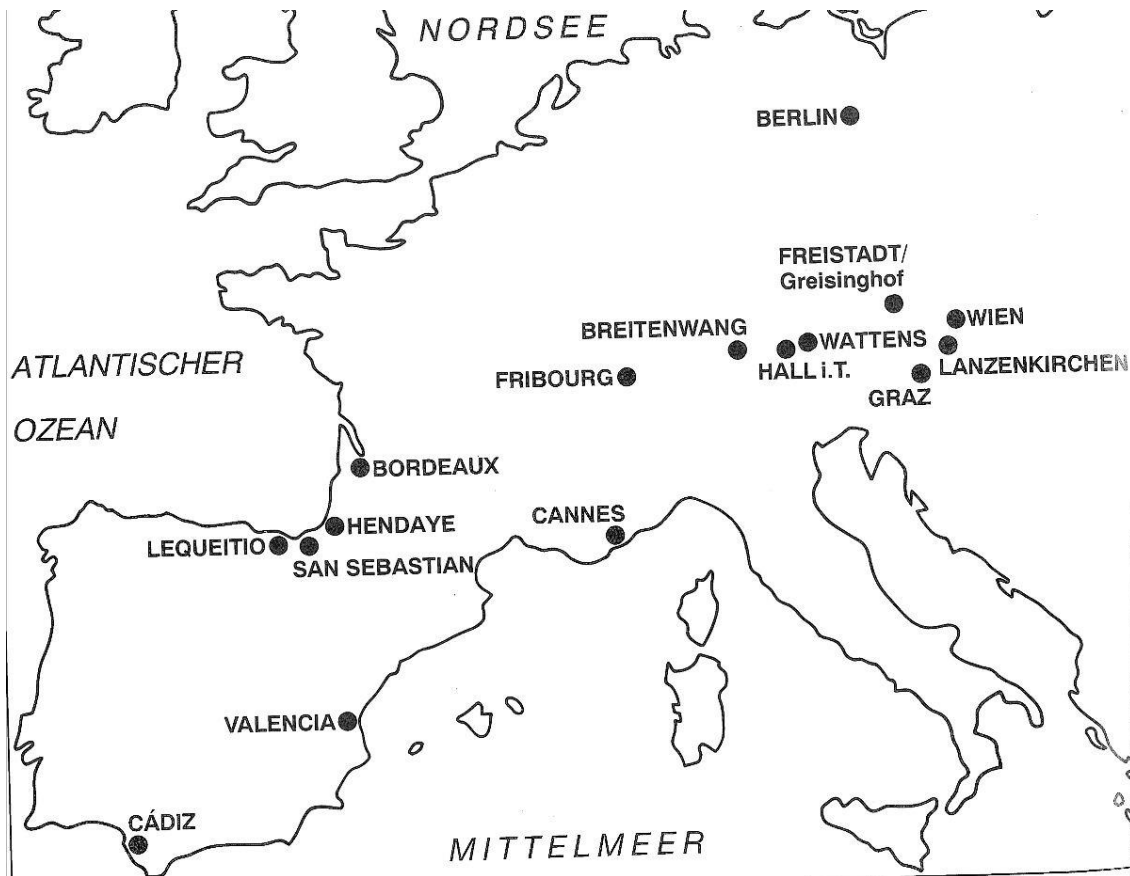 NORDSEE
BERLIN
FREISTADT/
Greisinghof
WIEN
BREITENWANG
WATTENS
LANZENKIRCHEN
HALL i.T.
FRIBOURG
GRAZ
ATLANTISCHER
OZEAN
BORDEAUX
HENDAYE
CANNES
LEQUEITIO
SAN SEBASTIAN
VALENCIA
CÁDIZ
MITTELMEER